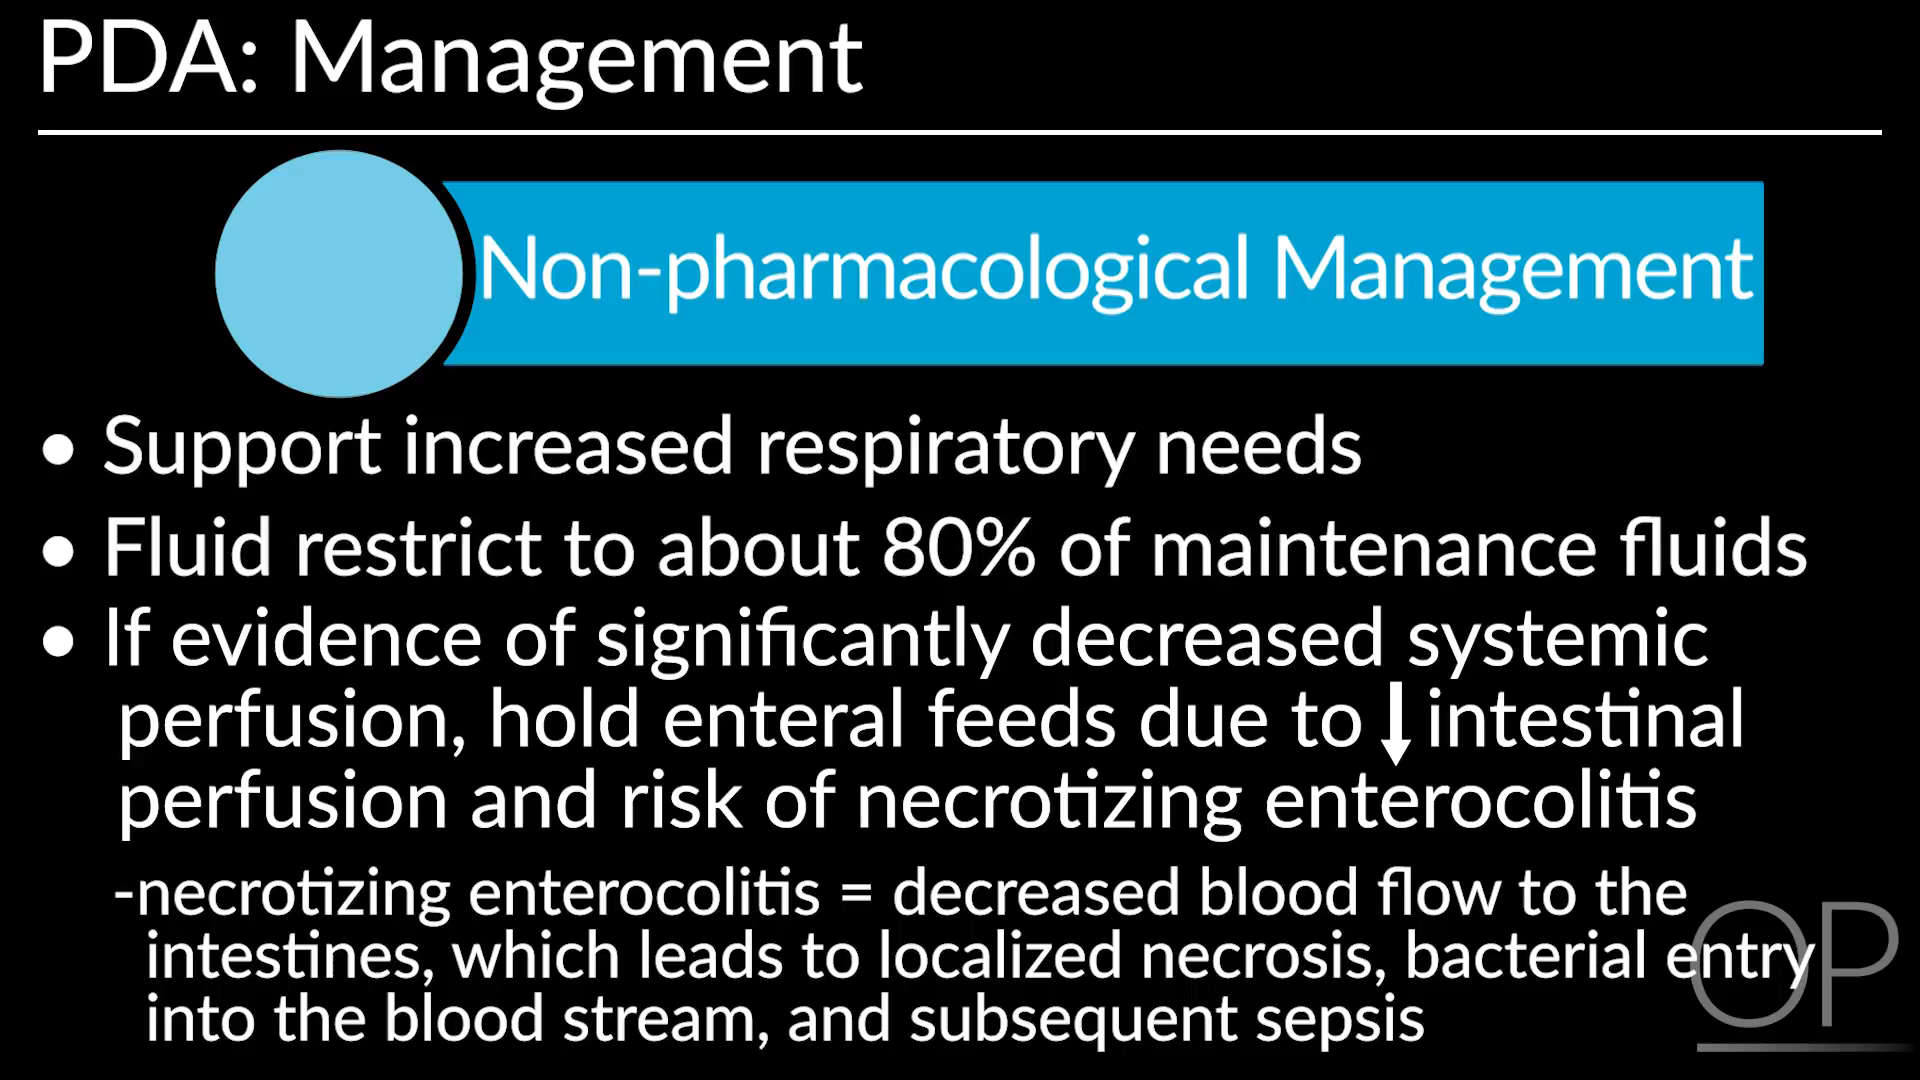 PDA: Management
Non-pharmacological Management
• Support increased respiratory needs
• Fluid restrict to about 80% of maintenance fluids
• If evidence of significantly decreased systemic
perfusion, hold enteral feeds due to ↓ intestinal
perfusion and risk of necrotizing enterocolitis
-necrotizing enterocolitis = decreased blood flow to the
intestines, which leads to localized necrosis, bacterial entry
into the blood stream, and subsequent sepsis
OP